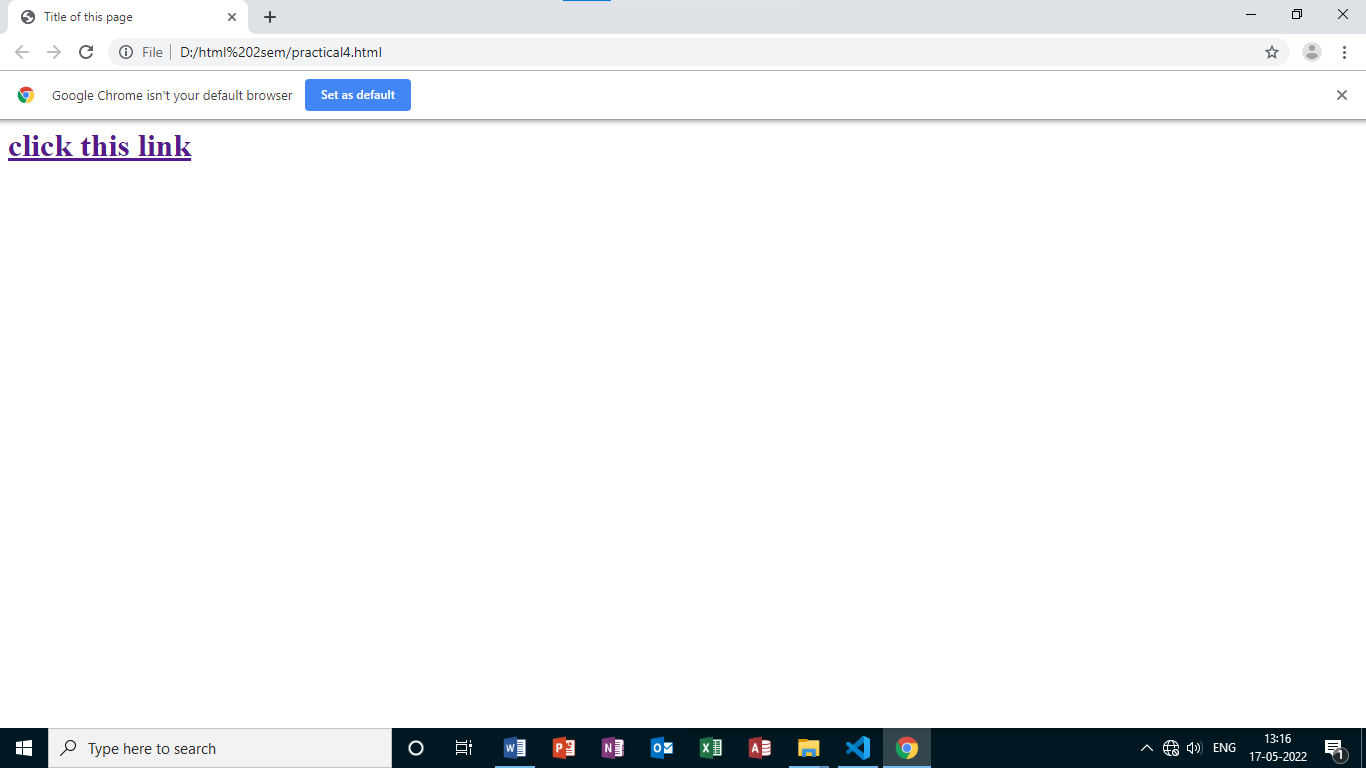 Title of this page
File D:/html%202sem/practical4.html
Google Chrome isn't your default browser Set as default
click this link
Type here to search
ENG
13:16
17-05-2022
1